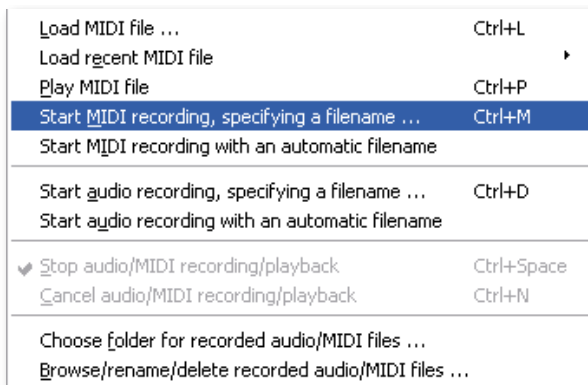 Load MIDI file ... Ctrl+L
Load recent MIDI file
Play MIDI file Ctrl+P
Start MIDI recording, specifying a filename ... Ctrl+M
Start MIDI recording with an automatic filename
Start audio recording, specifying a filename ... Ctrl+D
Start audio recording with an automatic filename
Stop audio/MIDI recording/playback Ctrl+Space
Cancel audio/MIDI recording/playback Ctrl+N
Choose folder for recorded audio/MIDI files ...
Browse/rename/delete recorded audio/MIDI files ...